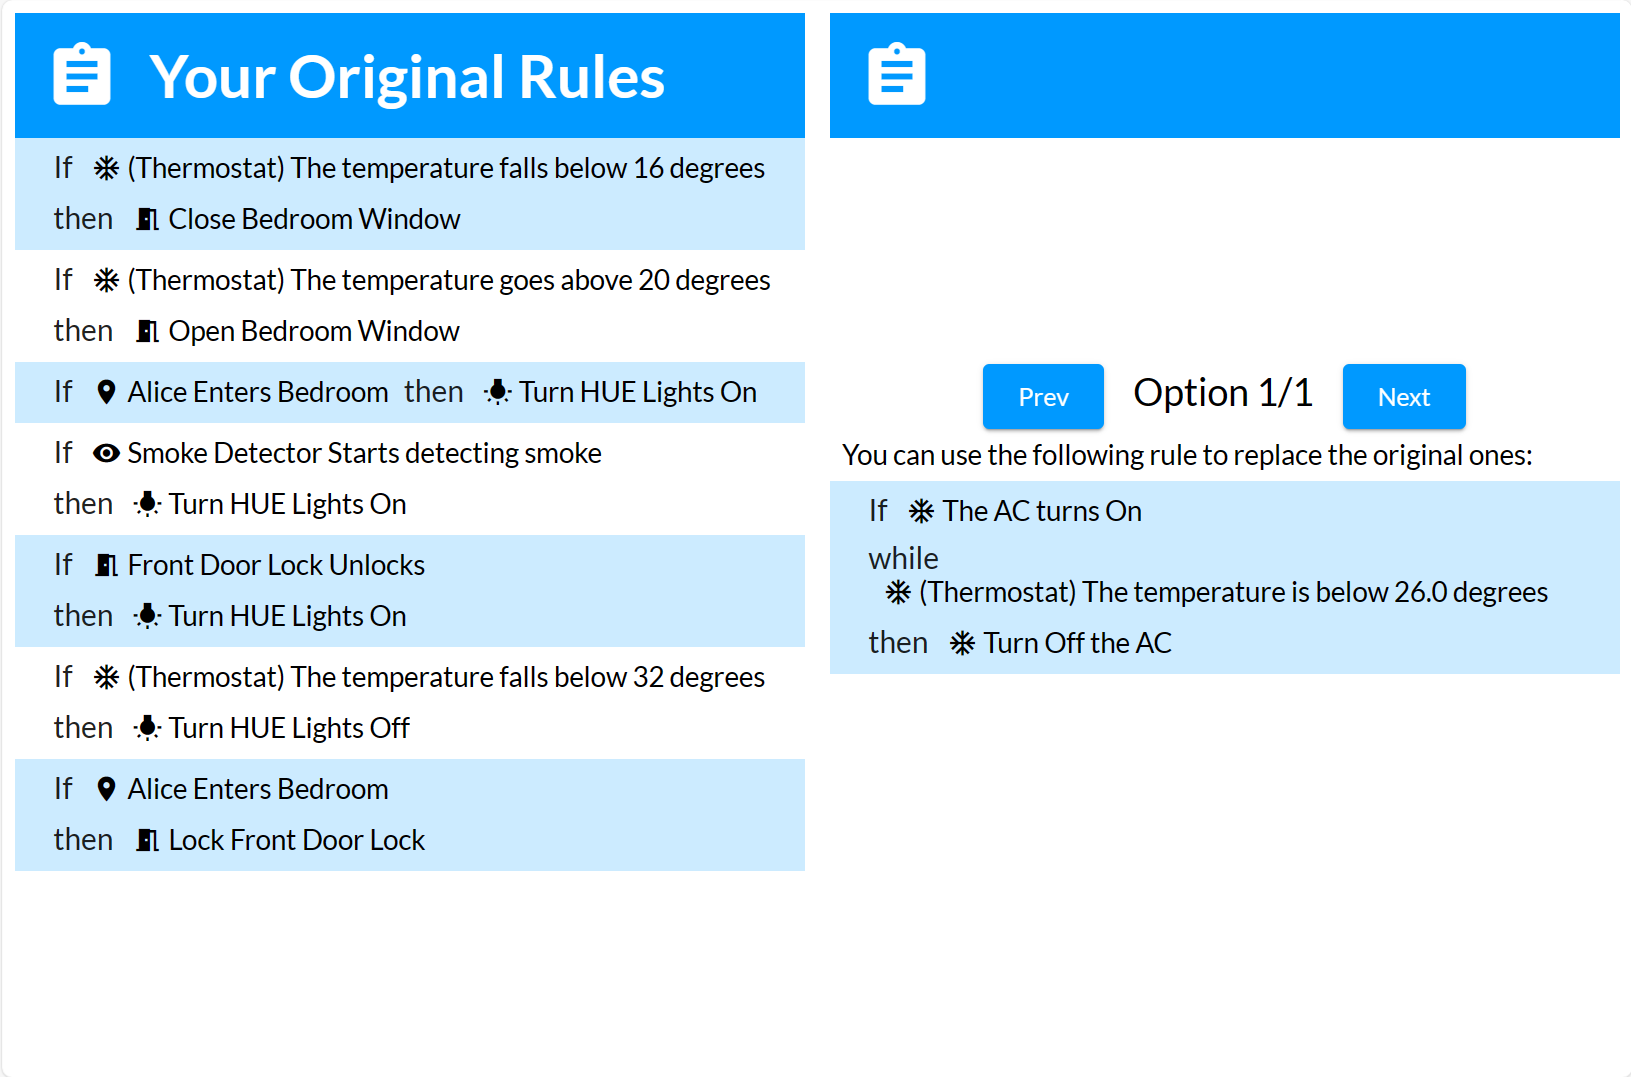 Your Original Rules
If (Thermostat) The temperature falls below 16 degrees
then Close Bedroom Window
If (Thermostat) The temperature goes above 20 degrees
then Open Bedroom Window
If Alice Enters Bedroom then Turn HUE Lights On
If Smoke Detector Starts detecting smoke
then Turn HUE Lights On
If Front Door Lock Unlocks
then Turn HUE Lights On
If (Thermostat) The temperature falls below 32 degrees
then Turn HUE Lights Off
If Alice Enters Bedroom
then Lock Front Door Lock
Prev Option 1/1 Next
You can use the following rule to replace the original ones:
If The AC turns On
while
(Thermostat) The temperature is below 26.0 degrees
then Turn Off the AC